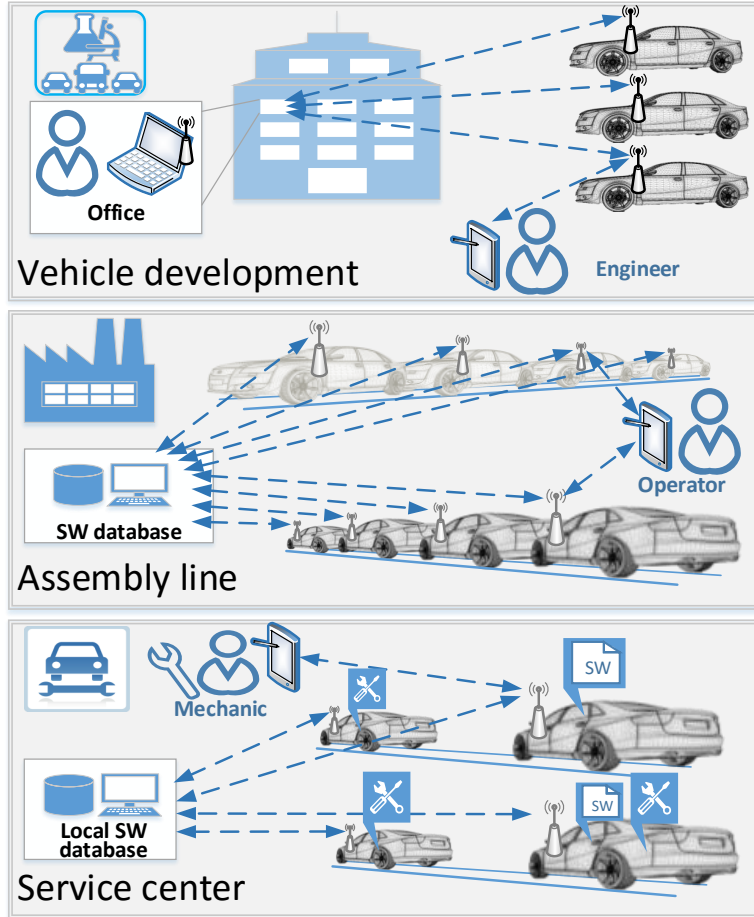 Office
Engineer
Vehicle development
Operator
SW database
Assembly line
SW
Mechanic
SW
Local SW
database
Service center